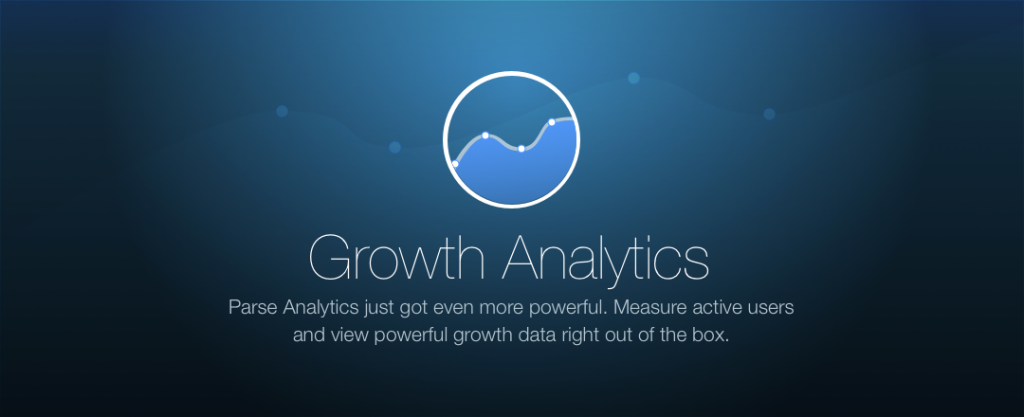 Growth Analytics
Parse Analytics just got even more powerful. Measure active users
and view powerful growth data right out of the box.